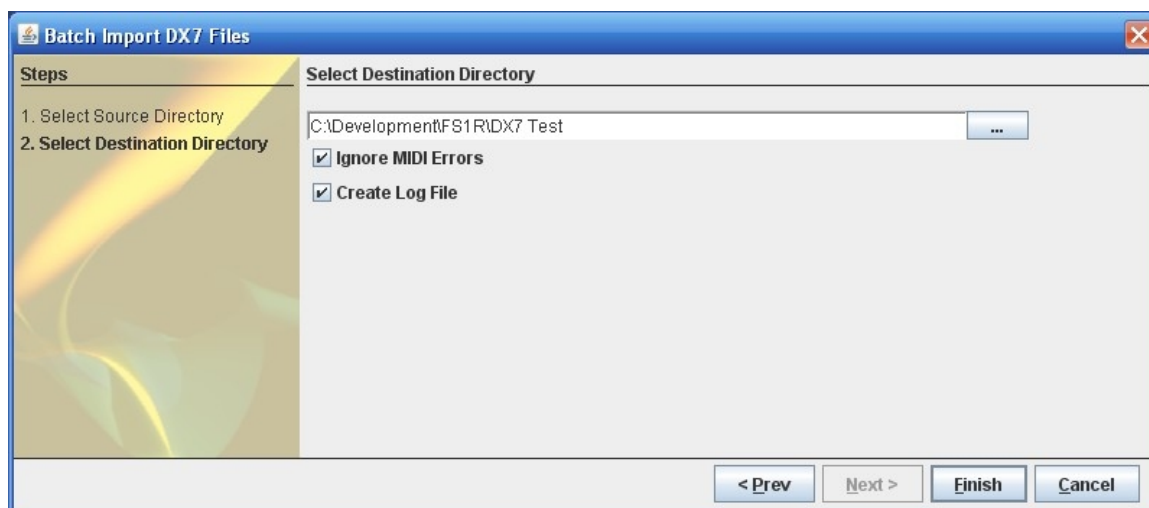 Batch Import DX7 Files
Steps
1. Select Source Directory
2. Select Destination Directory
Select Destination Directory
C:\Development\FS1R\DX7 Test
...
Ignore MIDI Errors
Create Log File
< Prev Next > Finish Cancel